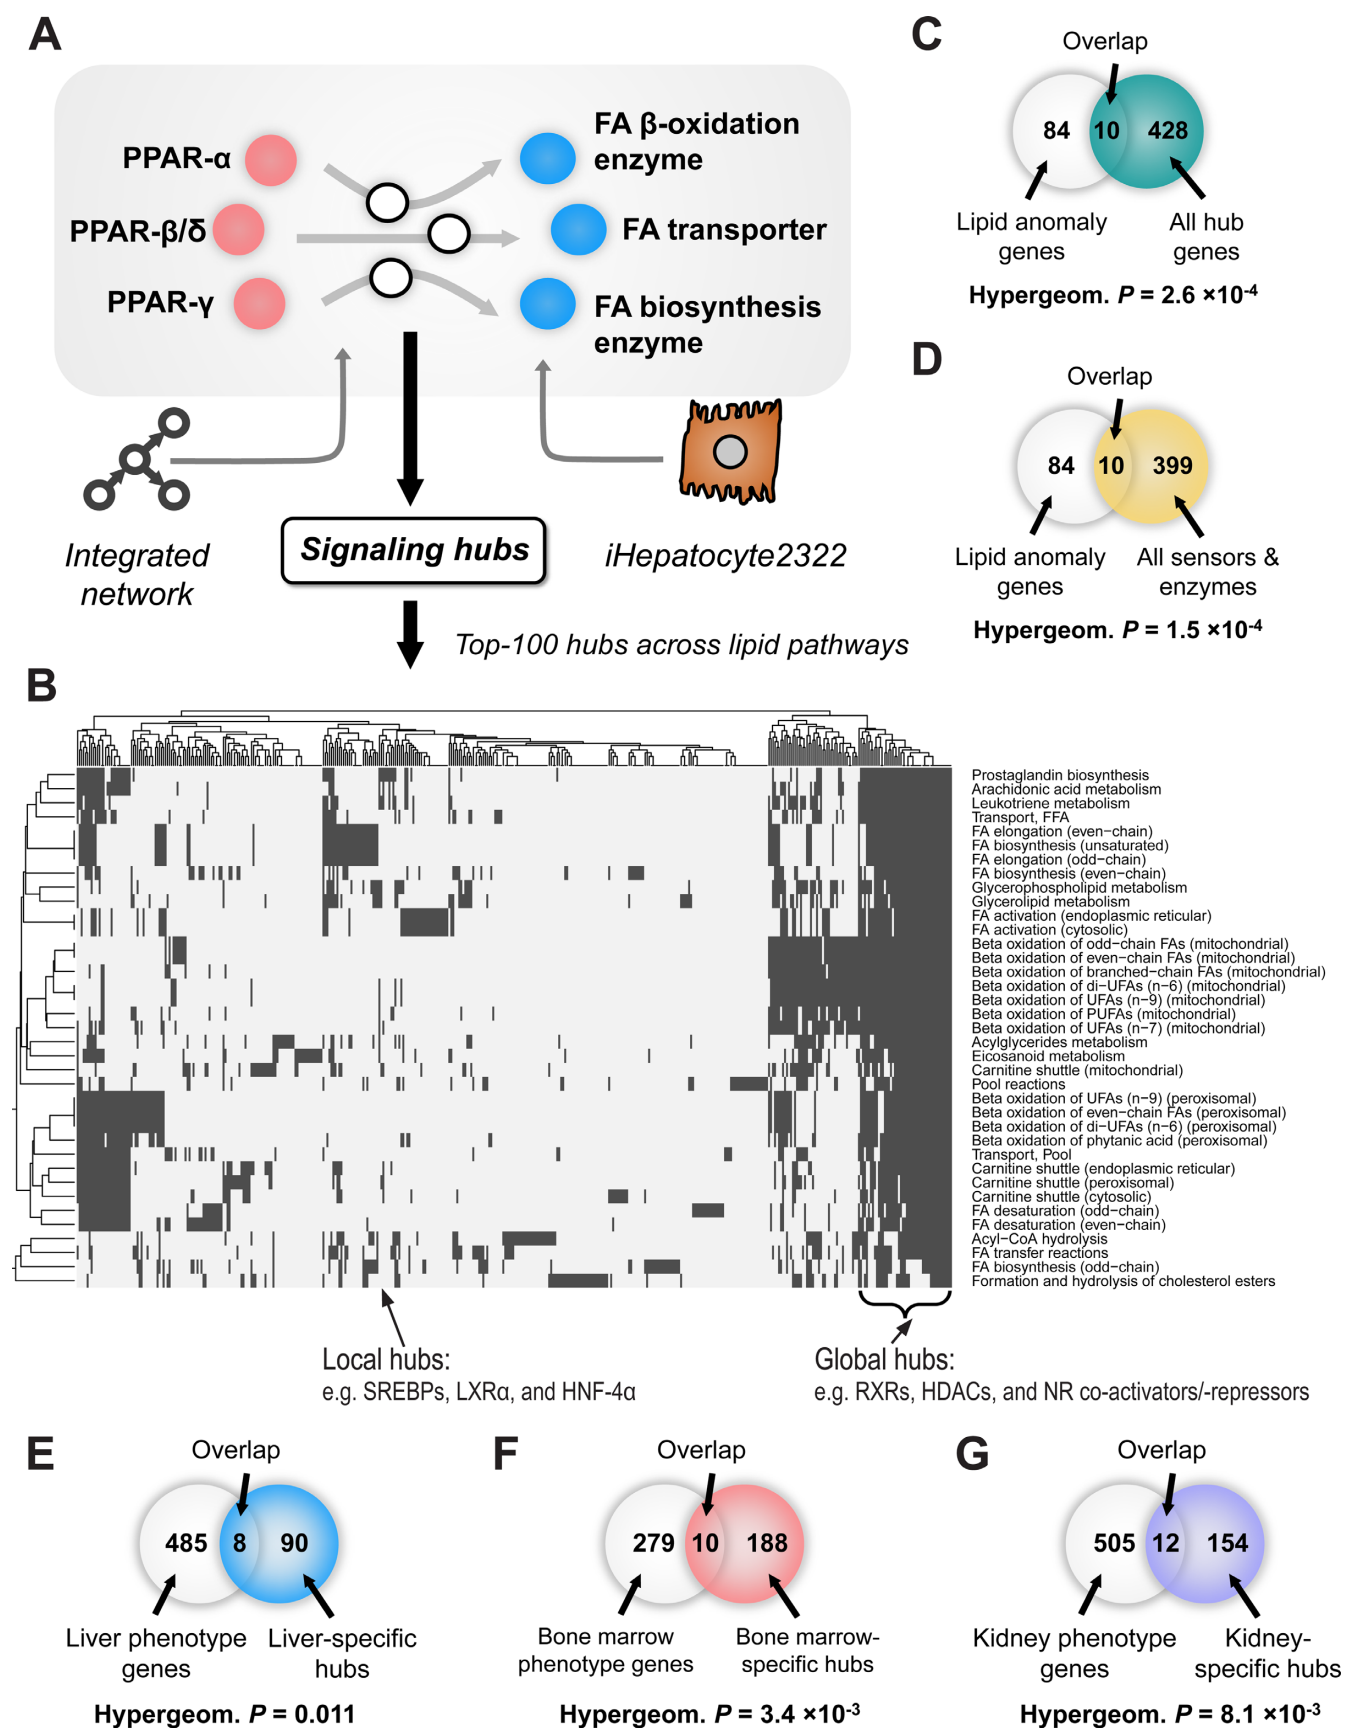 A
PPAR-α
PPAR-β/δ
PPAR-γ
FA β-oxidation
enzyme
FA transporter
FA biosynthesis
enzyme
Integrated
network
Signaling hubs
iHepatocyte2322
Top-100 hubs across lipid pathways
C
Overlap
84 10 428
Lipid anomaly
genes
All hub
genes
Hypergeom. P = 2.6 ×10-4
D
Overlap
84 10 399
Lipid anomaly
genes
All sensors &
enzymes
Hypergeom. P = 1.5 ×10-4
B
Prostaglandin biosynthesis
Arachidonic acid metabolism
Leukotriene metabolism
Transport, FFA
FA elongation (even−chain)
FA biosynthesis (unsaturated)
FA elongation (odd−chain)
FA biosynthesis (even−chain)
Glycerophospholipid metabolism
Glycerolipid metabolism
FA activation (endoplasmic reticular)
FA activation (cytosolic)
Beta oxidation of odd−chain FAs (mitochondrial)
Beta oxidation of even−chain FAs (mitochondrial)
Beta oxidation of branched−chain FAs (mitochondrial)
Beta oxidation of di−UFAs (n−6) (mitochondrial)
Beta oxidation of UFAs (n−9) (mitochondrial)
Beta oxidation of PUFAs (mitochondrial)
Beta oxidation of UFAs (n−7) (mitochondrial)
Acylglycerides metabolism
Eicosanoid metabolism
Carnitine shuttle (mitochondrial)
Pool reactions
Beta oxidation of UFAs (n−9) (peroxisomal)
Beta oxidation of even−chain FAs (peroxisomal)
Beta oxidation of di−UFAs (n−6) (peroxisomal)
Beta oxidation of phytanic acid (peroxisomal)
Transport, Pool
Carnitine shuttle (endoplasmic reticular)
Carnitine shuttle (peroxisomal)
Carnitine shuttle (cytosolic)
FA desaturation (odd−chain)
FA desaturation (even−chain)
Acyl−CoA hydrolysis
FA transfer reactions
FA biosynthesis (odd−chain)
Formation and hydrolysis of cholesterol esters
Local hubs:
e.g. SREBPs, LXRα, and HNF-4α
Global hubs:
e.g. RXRs, HDACs, and NR co-activators/-repressors
E
Overlap
485 8 90
Liver phenotype
genes
Liver-specific
hubs
Hypergeom. P = 0.011
F
Overlap
279 10 188
Bone marrow
phenotype genes
Bone marrow-
specific hubs
Hypergeom. P = 3.4 ×10-3
G
Overlap
505 12 154
Kidney phenotype
genes
Kidney-
specific hubs
Hypergeom. P = 8.1 ×10-3